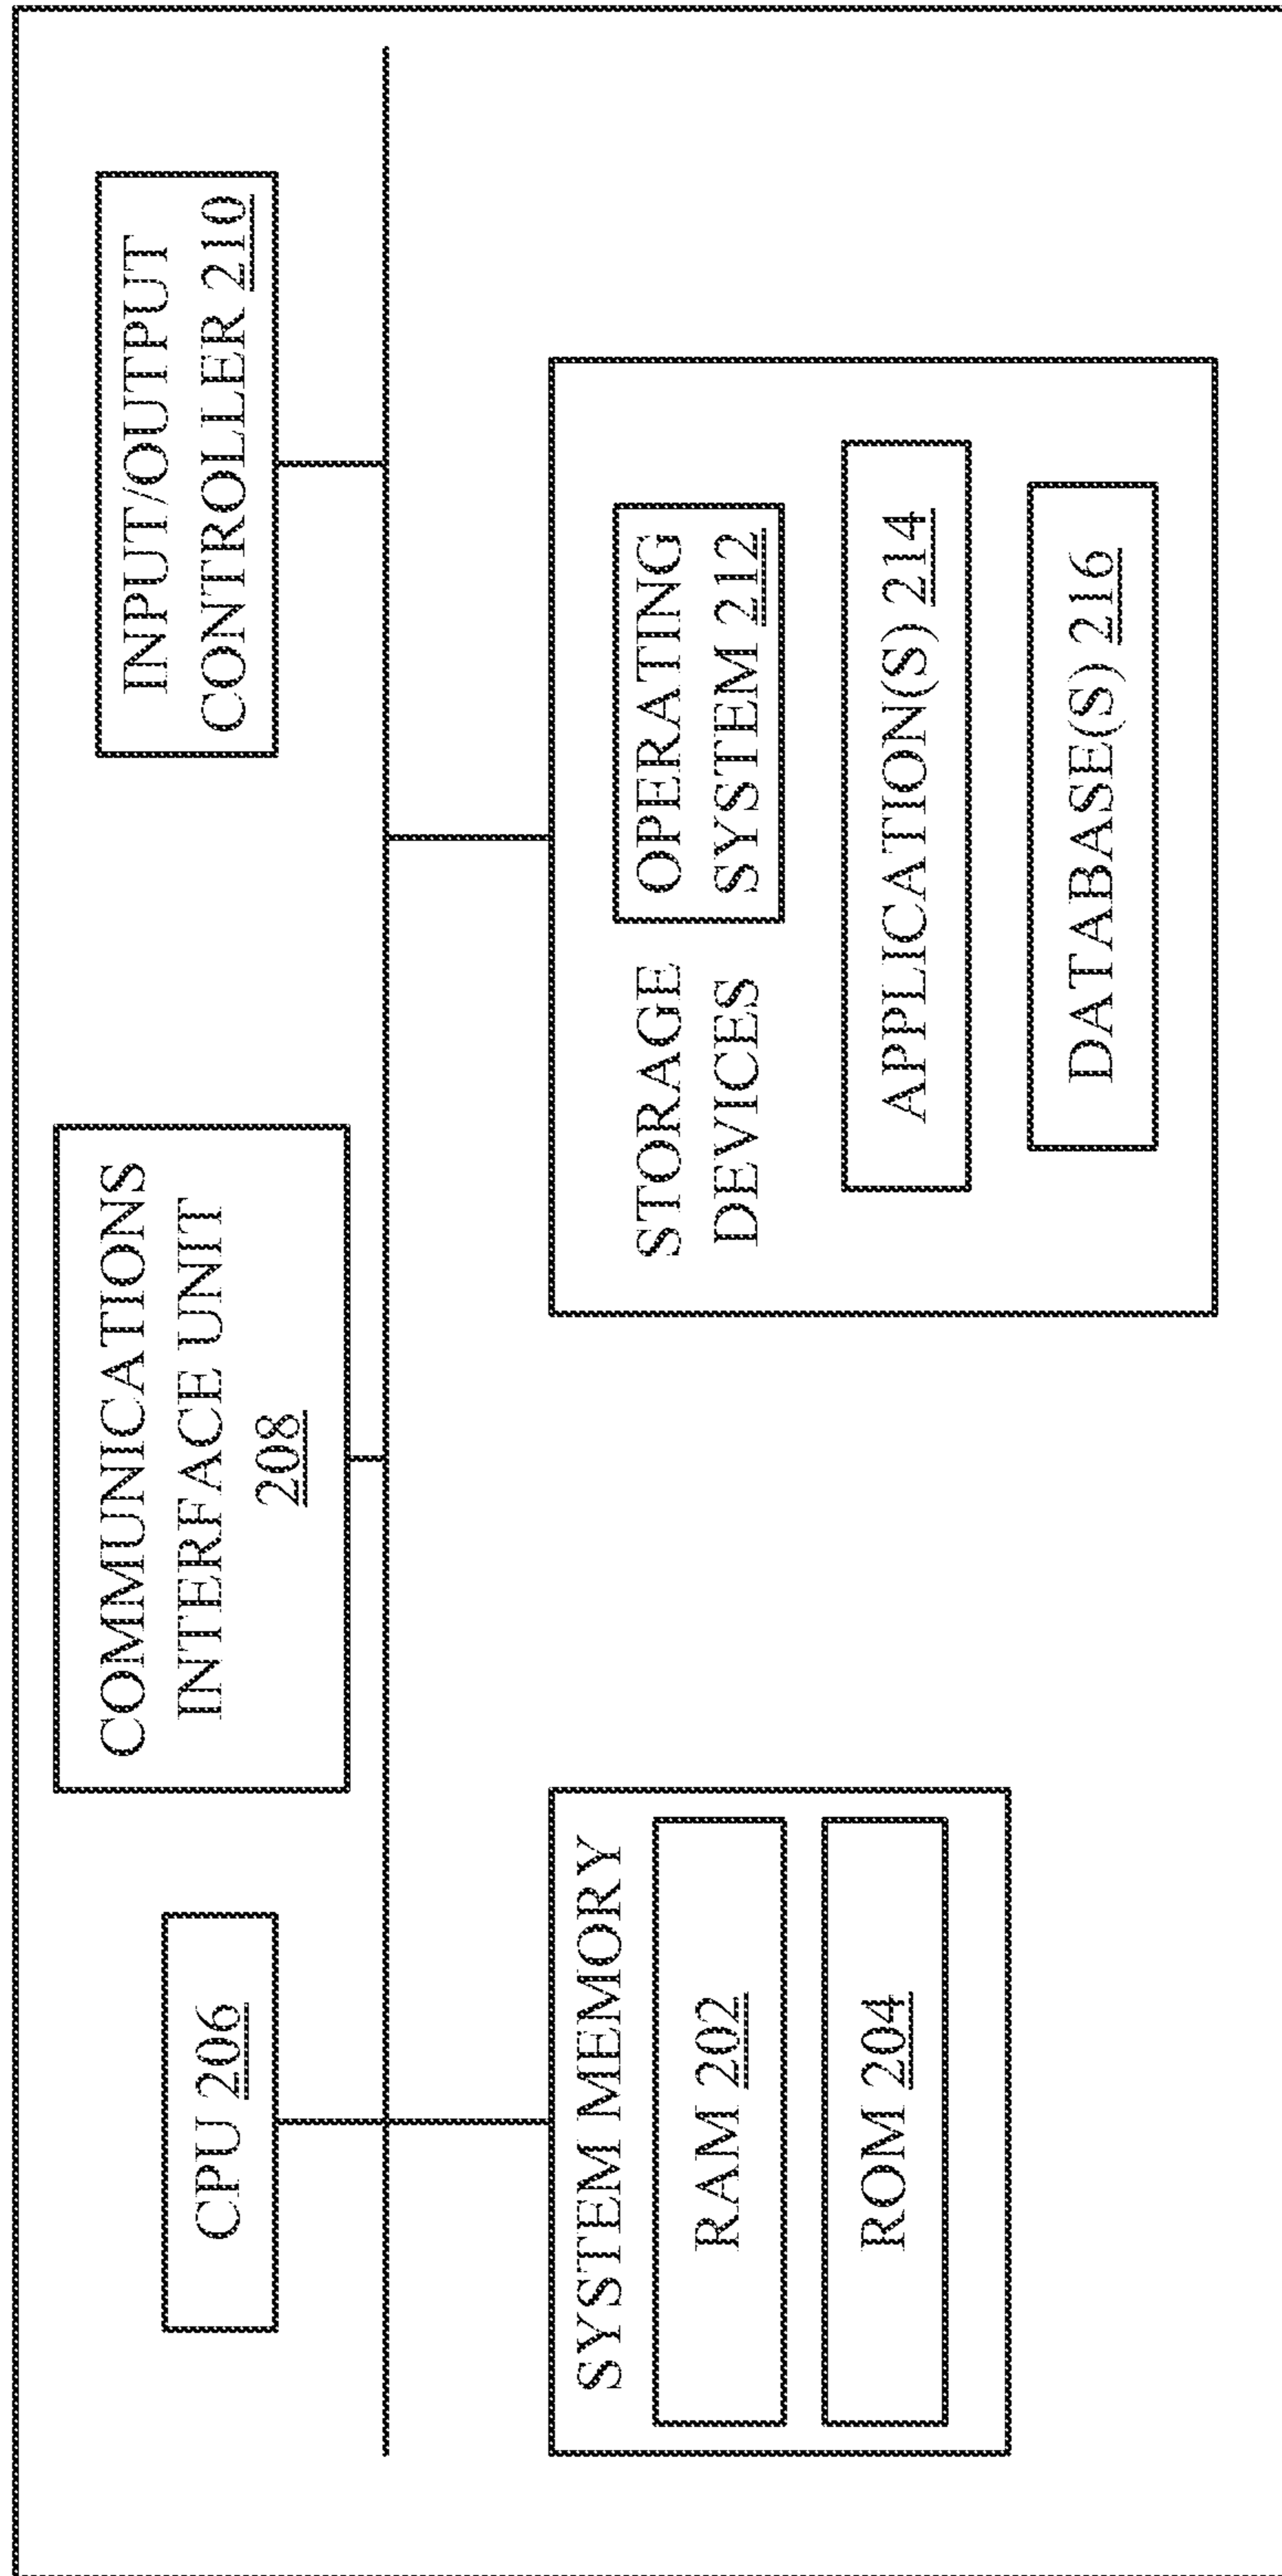 CPU 206
COMMUNICATIONS
INTERFACE UNIT
208
INPUT/OUTPUT
CONTROLLER 210
SYSTEM MEMORY
RAM 202
ROM 204
STORAGE
DEVICES
OPERATING
SYSTEM 212
APPLICATION(S) 214
DATABASE(S) 216